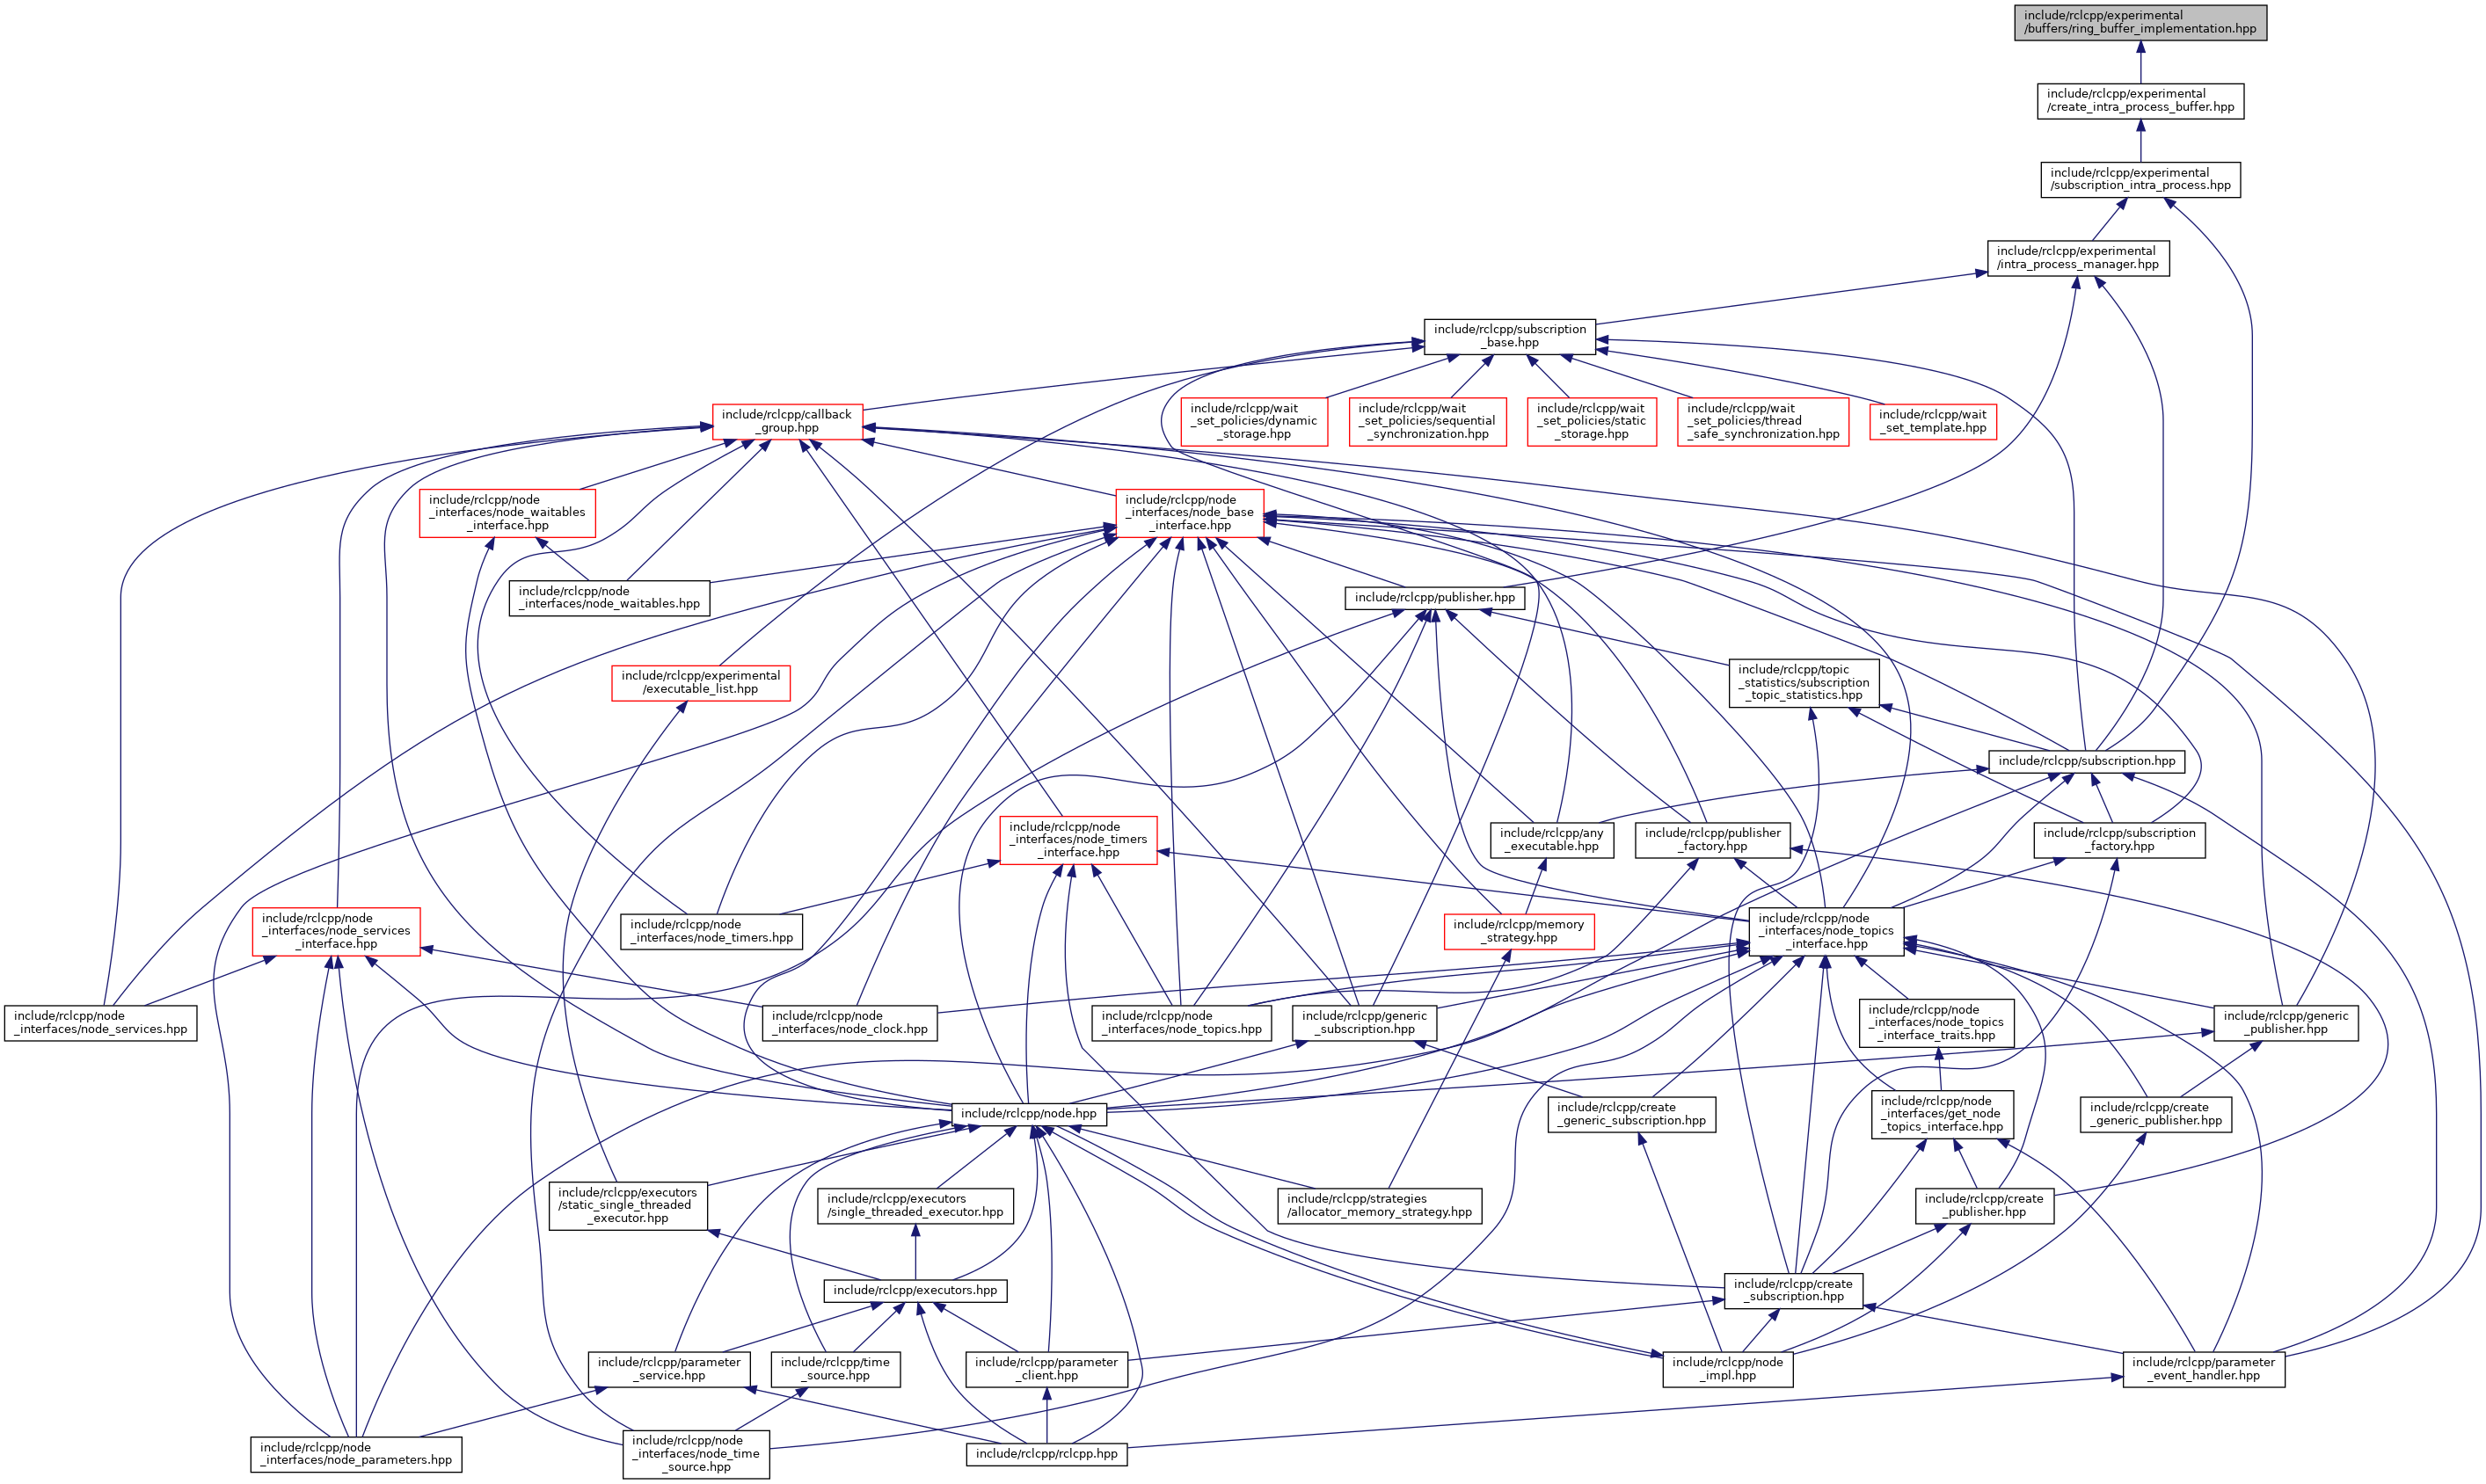 include/rclcpp/experimental
/buffers/ring_buffer_implementation.hpp
include/rclcpp/experimental
/create_intra_process_buffer.hpp
include/rclcpp/experimental
/subscription_intra_process.hpp
include/rclcpp/experimental
/intra_process_manager.hpp
include/rclcpp/subscription
_base.hpp
include/rclcpp/callback
_group.hpp
include/rclcpp/wait
_set_policies/dynamic
_storage.hpp
include/rclcpp/wait
_set_policies/sequential
_synchronization.hpp
include/rclcpp/wait
_set_policies/static
_storage.hpp
include/rclcpp/wait
_set_policies/thread
_safe_synchronization.hpp
include/rclcpp/wait
_set_template.hpp
include/rclcpp/node
_interfaces/node_waitables
_interface.hpp
include/rclcpp/node
_interfaces/node_base
_interface.hpp
include/rclcpp/node
_interfaces/node_waitables.hpp
include/rclcpp/publisher.hpp
include/rclcpp/experimental
/executable_list.hpp
include/rclcpp/topic
_statistics/subscription
_topic_statistics.hpp
include/rclcpp/subscription.hpp
include/rclcpp/node
_interfaces/node_timers
_interface.hpp
include/rclcpp/any
_executable.hpp
include/rclcpp/publisher
_factory.hpp
include/rclcpp/subscription
_factory.hpp
include/rclcpp/node
_interfaces/node_services
_interface.hpp
include/rclcpp/node
_interfaces/node_timers.hpp
include/rclcpp/memory
_strategy.hpp
include/rclcpp/node
_interfaces/node_topics
_interface.hpp
include/rclcpp/node
_interfaces/node_services.hpp
include/rclcpp/node
_interfaces/node_clock.hpp
include/rclcpp/node
_interfaces/node_topics.hpp
include/rclcpp/generic
_subscription.hpp
include/rclcpp/node
_interfaces/node_topics
_interface_traits.hpp
include/rclcpp/generic
_publisher.hpp
include/rclcpp/node.hpp
include/rclcpp/create
_generic_subscription.hpp
include/rclcpp/node
_interfaces/get_node
_topics_interface.hpp
include/rclcpp/create
_generic_publisher.hpp
include/rclcpp/executors
/static_single_threaded
_executor.hpp
include/rclcpp/executors
/single_threaded_executor.hpp
include/rclcpp/strategies
/allocator_memory_strategy.hpp
include/rclcpp/create
_publisher.hpp
include/rclcpp/executors.hpp
include/rclcpp/create
_subscription.hpp
include/rclcpp/parameter
_service.hpp
include/rclcpp/time
_source.hpp
include/rclcpp/parameter
_client.hpp
include/rclcpp/node
_impl.hpp
include/rclcpp/parameter
_event_handler.hpp
include/rclcpp/node
_interfaces/node_parameters.hpp
include/rclcpp/node
_interfaces/node_time
_source.hpp
include/rclcpp/rclcpp.hpp